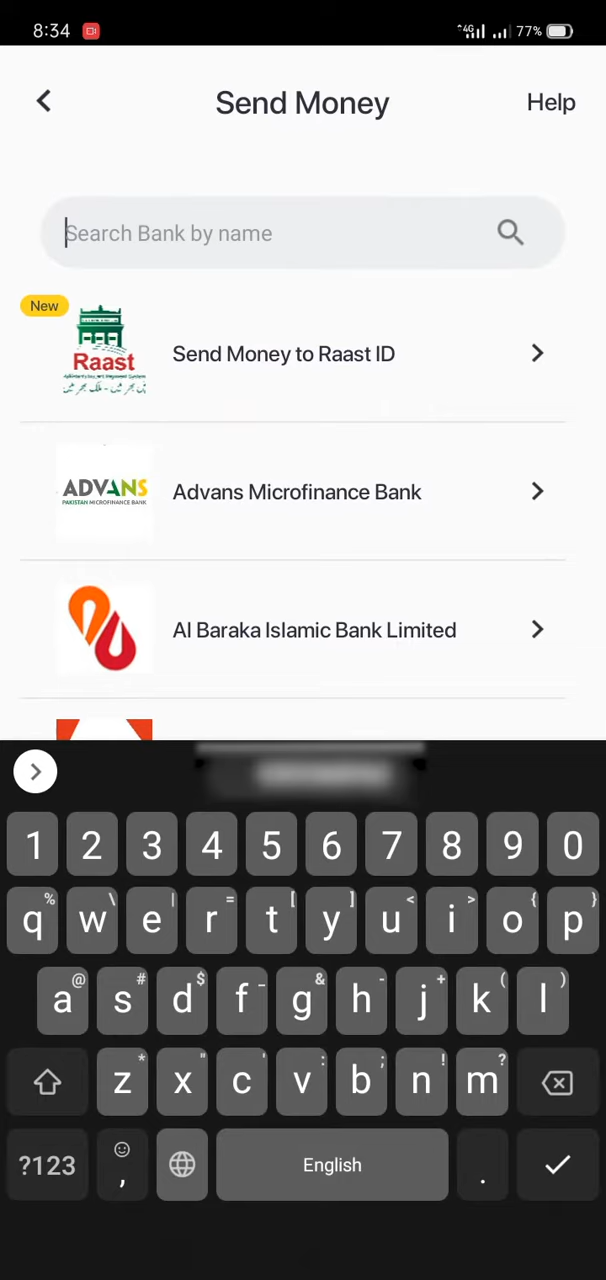 8:34
4G 77%
Send Money
Help
Search Bank by name
New
Raast
Send Money to Raast ID
ADVANS
PAKISTAN MICROFINANCE BANK
Advans Microfinance Bank
Al Baraka Islamic Bank Limited
1 2 3 4 5 6 7 8 9 0
% \ | = [ ] < > { }
q w e r t y u i o p
@ # $ _ & - + ( )
a s d f g h j k l
* " ' : ; ! ?
z x c v b n m
?123 , English .